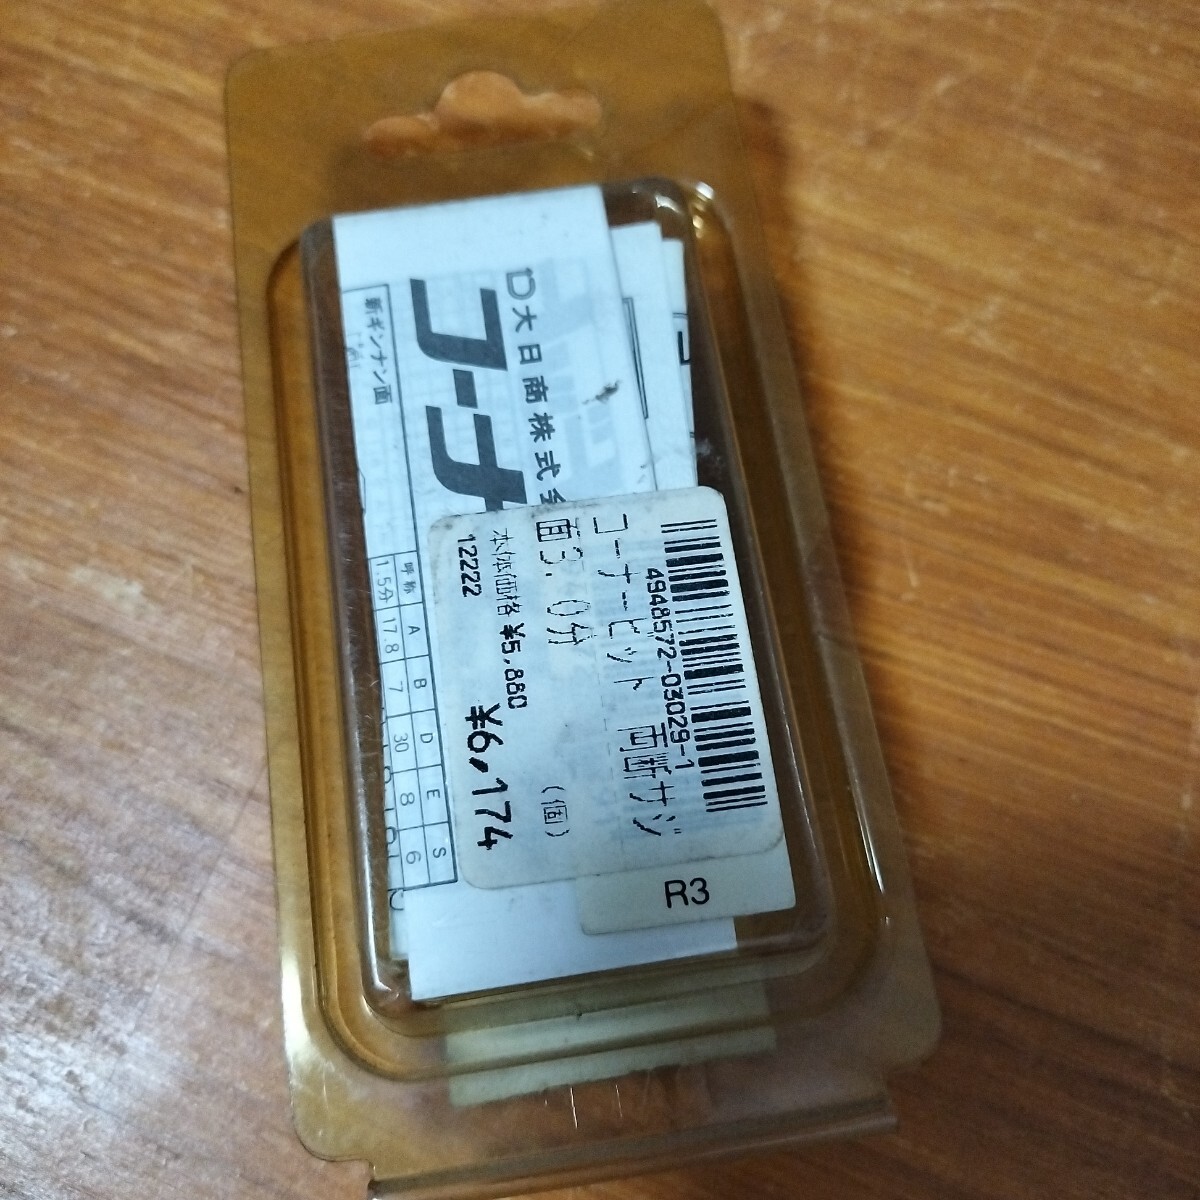 大日商株式会
コーナ
新ギンナン面
呼称 A B D E S
1.5分 17.8 7 30 8 6
4948572-03029-1
コーナービット 両断サジ
面3.0分 (個)
本体価格 ¥5,880
12222 ¥6,174
R3